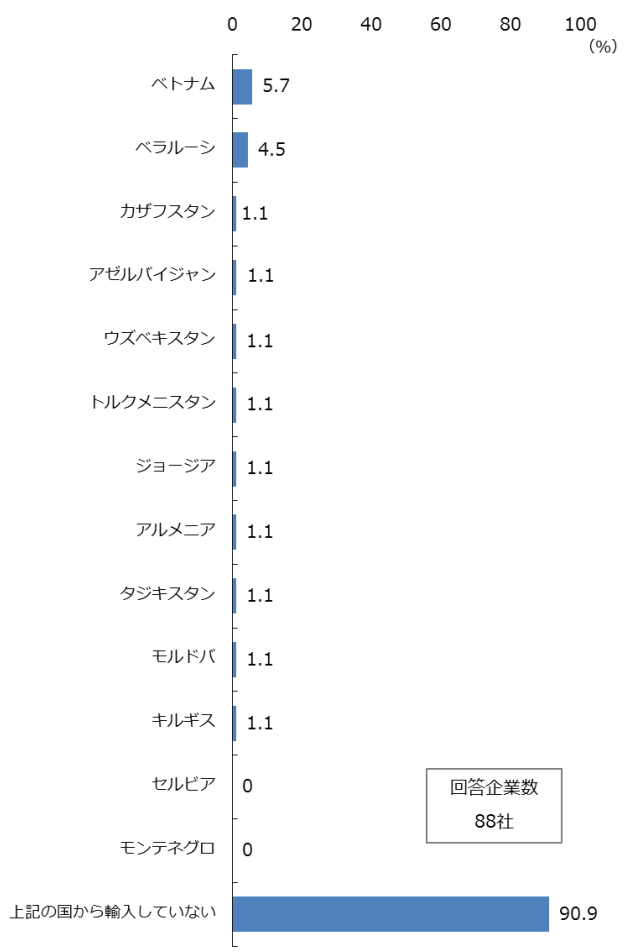 0 20 40 60 80 100
(%)
ベトナム 5.7
ベラルーシ 4.5
カザフスタン 1.1
アゼルバイジャン 1.1
ウズベキスタン 1.1
トルクメニスタン 1.1
ジョージア 1.1
アルメニア 1.1
タジキスタン 1.1
モルドバ 1.1
キルギス 1.1
セルビア 0
回答企業数
88社
モンテネグロ 0
上記の国から輸入していない 90.9